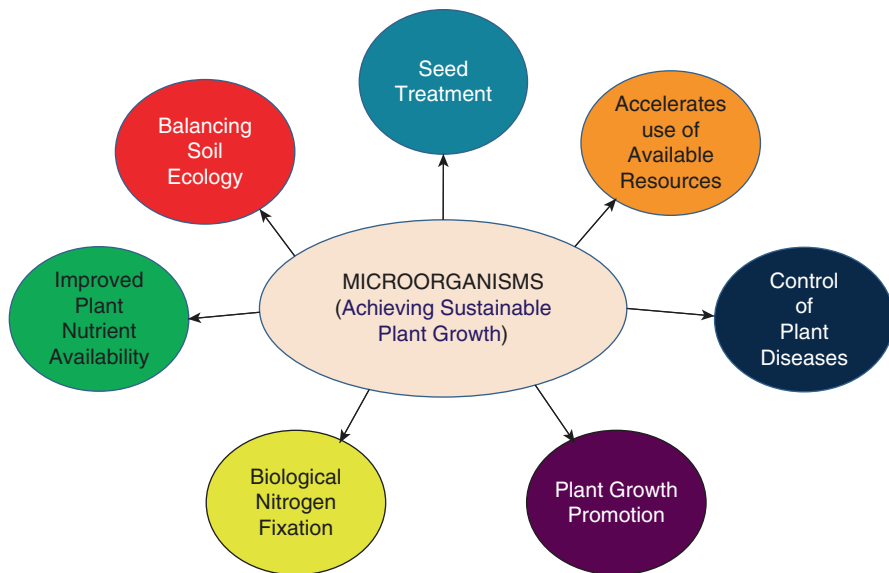 Seed
Treatment
Accelerates
use of
Available
Resources
Balancing
Soil
Ecology
MICROORGANISMS
(Achieving Sustainable
Plant Growth)
Improved
Plant
Nutrient
Availability
Control
of
Plant
Diseases
Biological
Nitrogen
Fixation
Plant Growth
Promotion